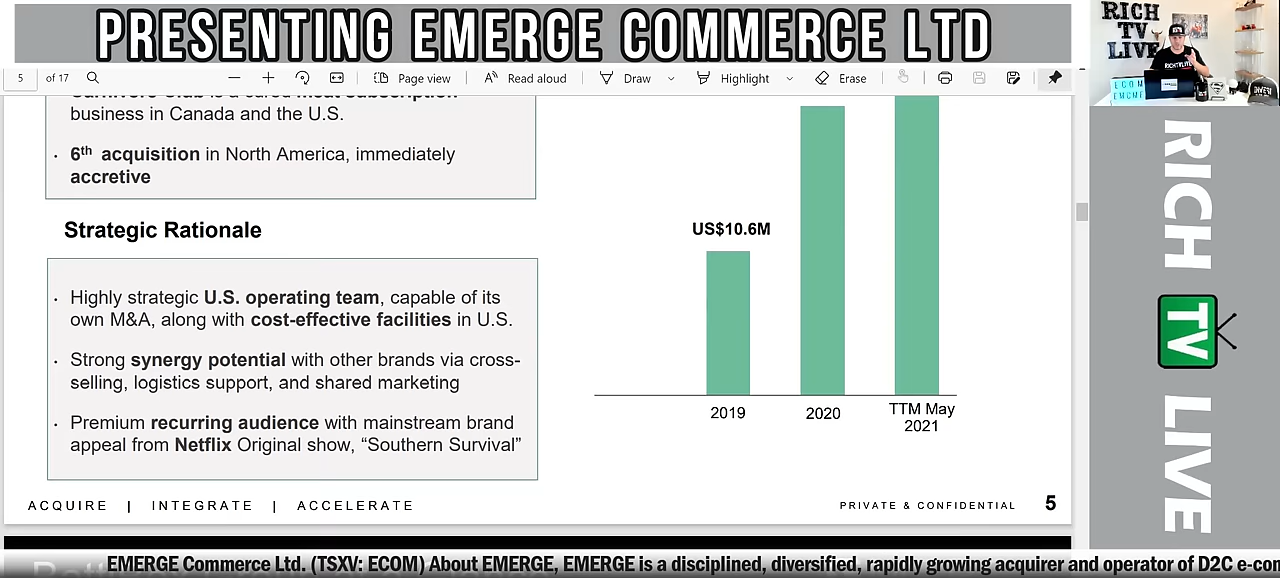 PRESENTING EMERGE COMMERCE LTD
RICH
TV
LIVE
5 of 17 Page view Read aloud Draw Highlight Erase
business in Canada and the U.S.
· 6th acquisition in North America, immediately
accretive
Strategic Rationale
· Highly strategic U.S. operating team, capable of its
own M&A, along with cost-effective facilities in U.S.
· Strong synergy potential with other brands via cross-
selling, logistics support, and shared marketing
· Premium recurring audience with mainstream brand
appeal from Netflix Original show, “Southern Survival”
US$10.6M
2019
2020
TTM May
2021
ACQUIRE | INTEGRATE | ACCELERATE
PRIVATE & CONFIDENTIAL 5
RICH TV LIVE
EMERGE Commerce Ltd. (TSXV: ECOM) About EMERGE, EMERGE is a disciplined, diversified, rapidly growing acquirer and operator of D2C